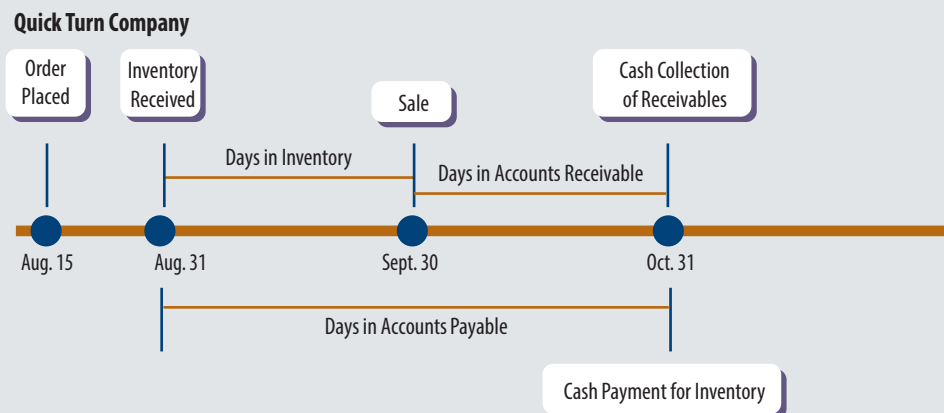 Quick Turn Company
Order
Placed
Inventory
Received
Sale
Cash Collection
of Receivables
Days in Inventory
Days in Accounts Receivable
Aug. 15
Aug. 31
Sept. 30
Oct. 31
Days in Accounts Payable
Cash Payment for Inventory